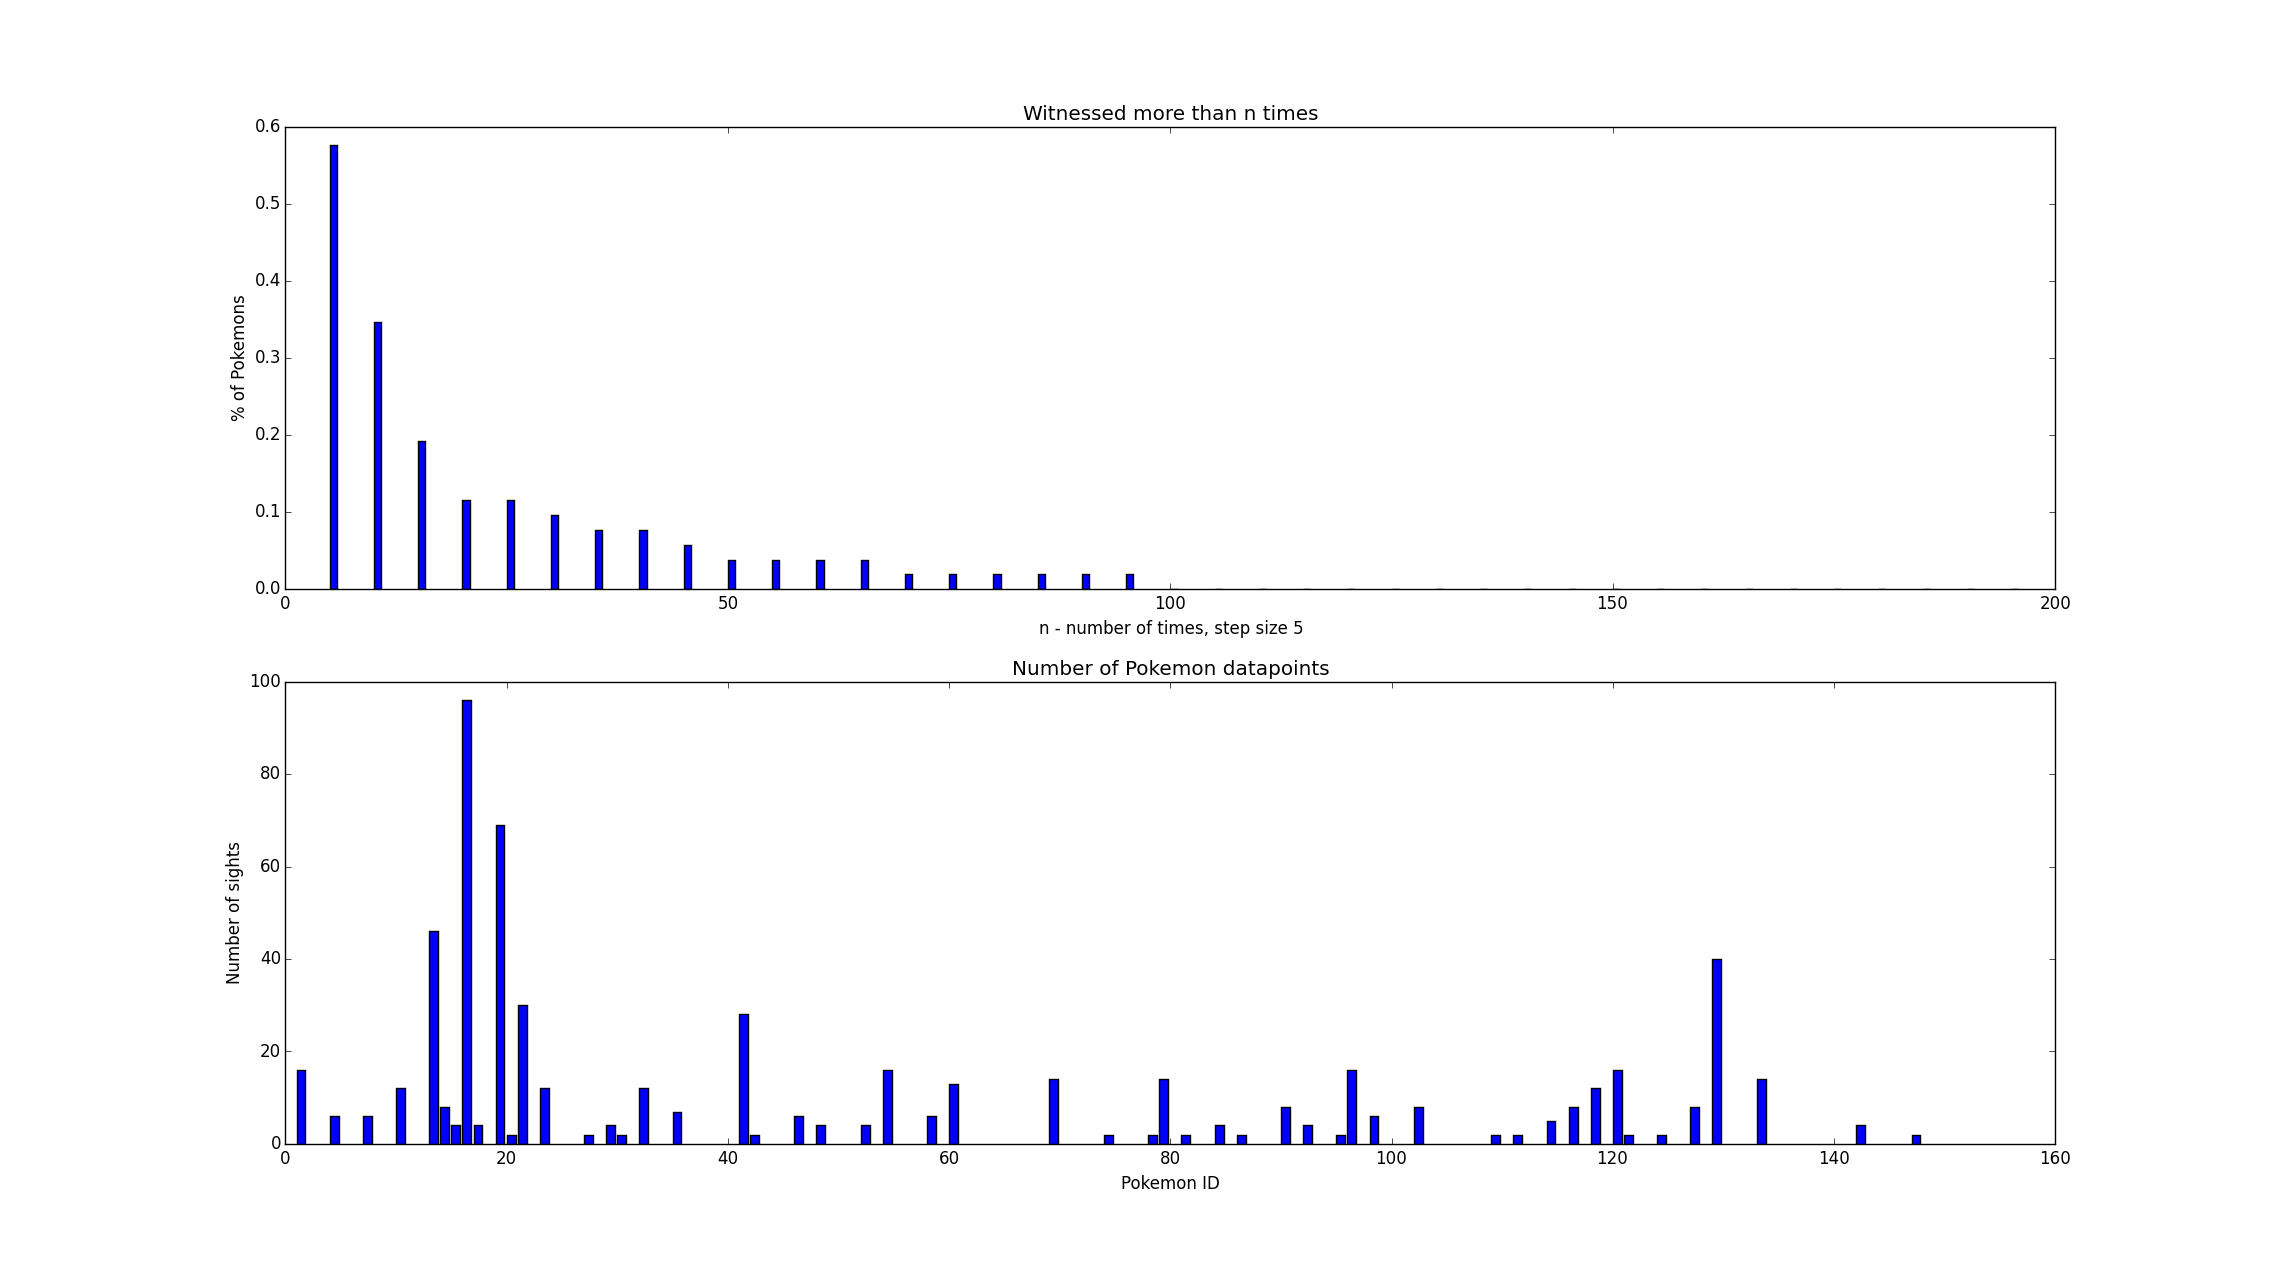 Witnessed more than n times
0.6
0.5
0.4
0.3
0.2
0.1
0.0
% of Pokemons
0 50 100 150 200
n - number of times, step size 5
Number of Pokemon datapoints
100
80
60
40
20
0
Number of sights
0 20 40 60 80 100 120 140 160
Pokemon ID